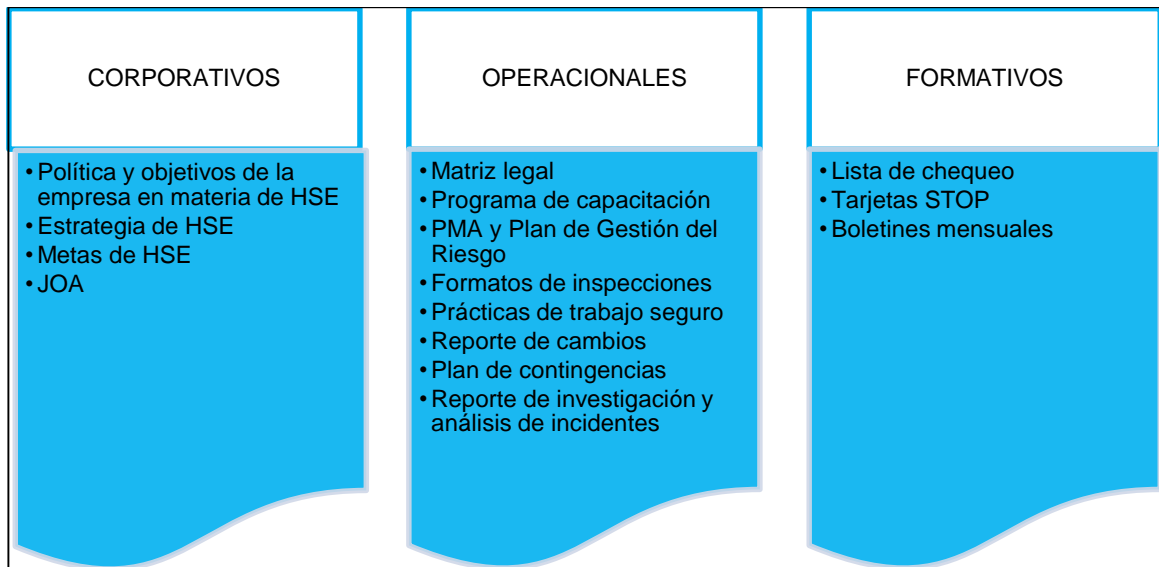 CORPORATIVOS
• Política y objetivos de la
empresa en materia de HSE
• Estrategia de HSE
• Metas de HSE
• JOA
OPERACIONALES
• Matriz legal
• Programa de capacitación
• PMA y Plan de Gestión del
Riesgo
• Formatos de inspecciones
• Prácticas de trabajo seguro
• Reporte de cambios
• Plan de contingencias
• Reporte de investigación y
análisis de incidentes
FORMATIVOS
• Lista de chequeo
• Tarjetas STOP
• Boletines mensuales